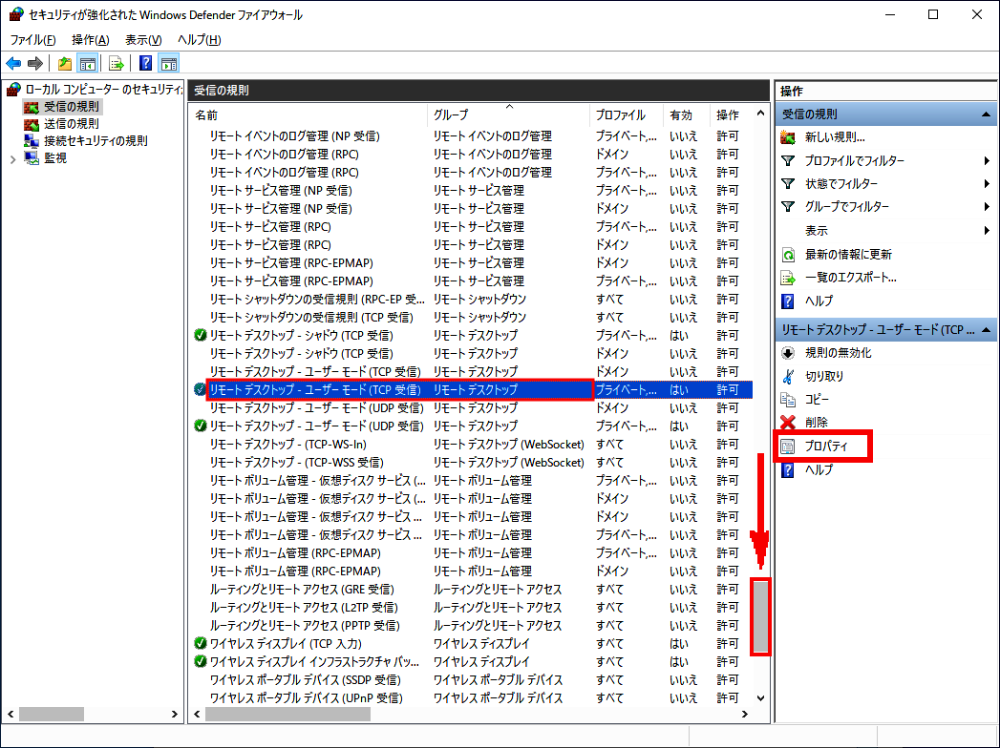 セキュリティが強化された Windows Defender ファイアウォール
ファイル(F) 操作(A) 表示(V) ヘルプ(H)
ローカル コンピューター のセキュリティ
受信の規則
送信の規則
接続セキュリティの規則
監視
受信の規則
名前 グループ プロファイル 有効 操作
リモート イベントのログ管理 (NP 受信) リモート イベントのログ管理 プライベート,... いいえ 許可
リモート イベントのログ管理 (RPC) リモート イベントのログ管理 ドメイン いいえ 許可
リモート イベントのログ管理 (RPC) リモート イベントのログ管理 プライベート,... いいえ 許可
リモート サービス管理 (NP 受信) リモート サービス管理 プライベート,... いいえ 許可
リモート サービス管理 (NP 受信) リモート サービス管理 ドメイン いいえ 許可
リモート サービス管理 (RPC) リモート サービス管理 プライベート,... いいえ 許可
リモート サービス管理 (RPC) リモート サービス管理 ドメイン いいえ 許可
リモート サービス管理 (RPC-EPMAP) リモート サービス管理 ドメイン いいえ 許可
リモート サービス管理 (RPC-EPMAP) リモート サービス管理 プライベート,... いいえ 許可
リモート シャットダウンの受信規則 (RPC-EP 受... リモート シャットダウン すべて いいえ 許可
リモート シャットダウンの受信規則 (TCP 受信) リモート シャットダウン すべて いいえ 許可
リモート デスクトップ - シャドウ (TCP 受信) リモート デスクトップ プライベート,... はい 許可
リモート デスクトップ - シャドウ (TCP 受信) リモート デスクトップ ドメイン いいえ 許可
リモート デスクトップ - ユーザー モード (TCP 受信) リモート デスクトップ ドメイン いいえ 許可
リモート デスクトップ - ユーザー モード (TCP 受信) リモート デスクトップ プライベート,... はい 許可
リモート デスクトップ - ユーザー モード (UDP 受信) リモート デスクトップ ドメイン いいえ 許可
リモート デスクトップ - ユーザー モード (UDP 受信) リモート デスクトップ プライベート,... はい 許可
リモート デスクトップ - (TCP-WS-In) リモート デスクトップ (WebSocket) すべて いいえ 許可
リモート デスクトップ - (TCP-WSS 受信) リモート デスクトップ (WebSocket) すべて いいえ 許可
リモート ボリューム管理 - 仮想ディスク サービス (... リモート ボリューム管理 プライベート,... いいえ 許可
リモート ボリューム管理 - 仮想ディスク サービス (... リモート ボリューム管理 ドメイン いいえ 許可
リモート ボリューム管理 - 仮想ディスク サービス ... リモート ボリューム管理 ドメイン いいえ 許可
リモート ボリューム管理 - 仮想ディスク サービス ... リモート ボリューム管理 プライベート,... いいえ 許可
リモート ボリューム管理 (RPC-EPMAP) リモート ボリューム管理 プライベート,... いいえ 許可
リモート ボリューム管理 (RPC-EPMAP) リモート ボリューム管理 ドメイン いいえ 許可
ルーティングとリモート アクセス (GRE 受信) ルーティングとリモート アクセス すべて いいえ 許可
ルーティングとリモート アクセス (L2TP 受信) ルーティングとリモート アクセス すべて いいえ 許可
ルーティングとリモート アクセス (PPTP 受信) ルーティングとリモート アクセス すべて いいえ 許可
ワイヤレス ディスプレイ (TCP 入力) ワイヤレス ディスプレイ すべて はい 許可
ワイヤレス ディスプレイ インフラストラクチャ バッ... ワイヤレス ディスプレイ すべて はい 許可
ワイヤレス ポータブル デバイス (SSDP 受信) ワイヤレス ポータブル デバイス すべて いいえ 許可
ワイヤレス ポータブル デバイス (UPnP 受信) ワイヤレス ポータブル デバイス すべて いいえ 許可
操作
受信の規則
新しい規則...
プロファイルでフィルター
状態でフィルター
グループでフィルター
表示
最新の情報に更新
一覧のエクスポート...
ヘルプ
リモート デスクトップ - ユーザー モード (TCP ...
規則の無効化
切り取り
コピー
削除
プロパティ
ヘルプ